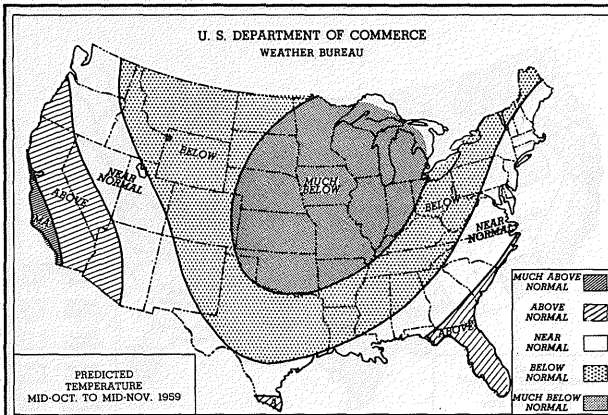 U. S. DEPARTMENT OF COMMERCE
WEATHER BUREAU
BELOW
NEAR
NORMAL
ABOVE
MA
MUCH
BELOW
BELOW
NEAR
NORMAL
ABOVE
A
MUCH ABOVE
NORMAL
ABOVE
NORMAL
NEAR
NORMAL
BELOW
NORMAL
MUCH BELOW
NORMAL
PREDICTED
TEMPERATURE
MID-OCT. TO MID-NOV. 1959